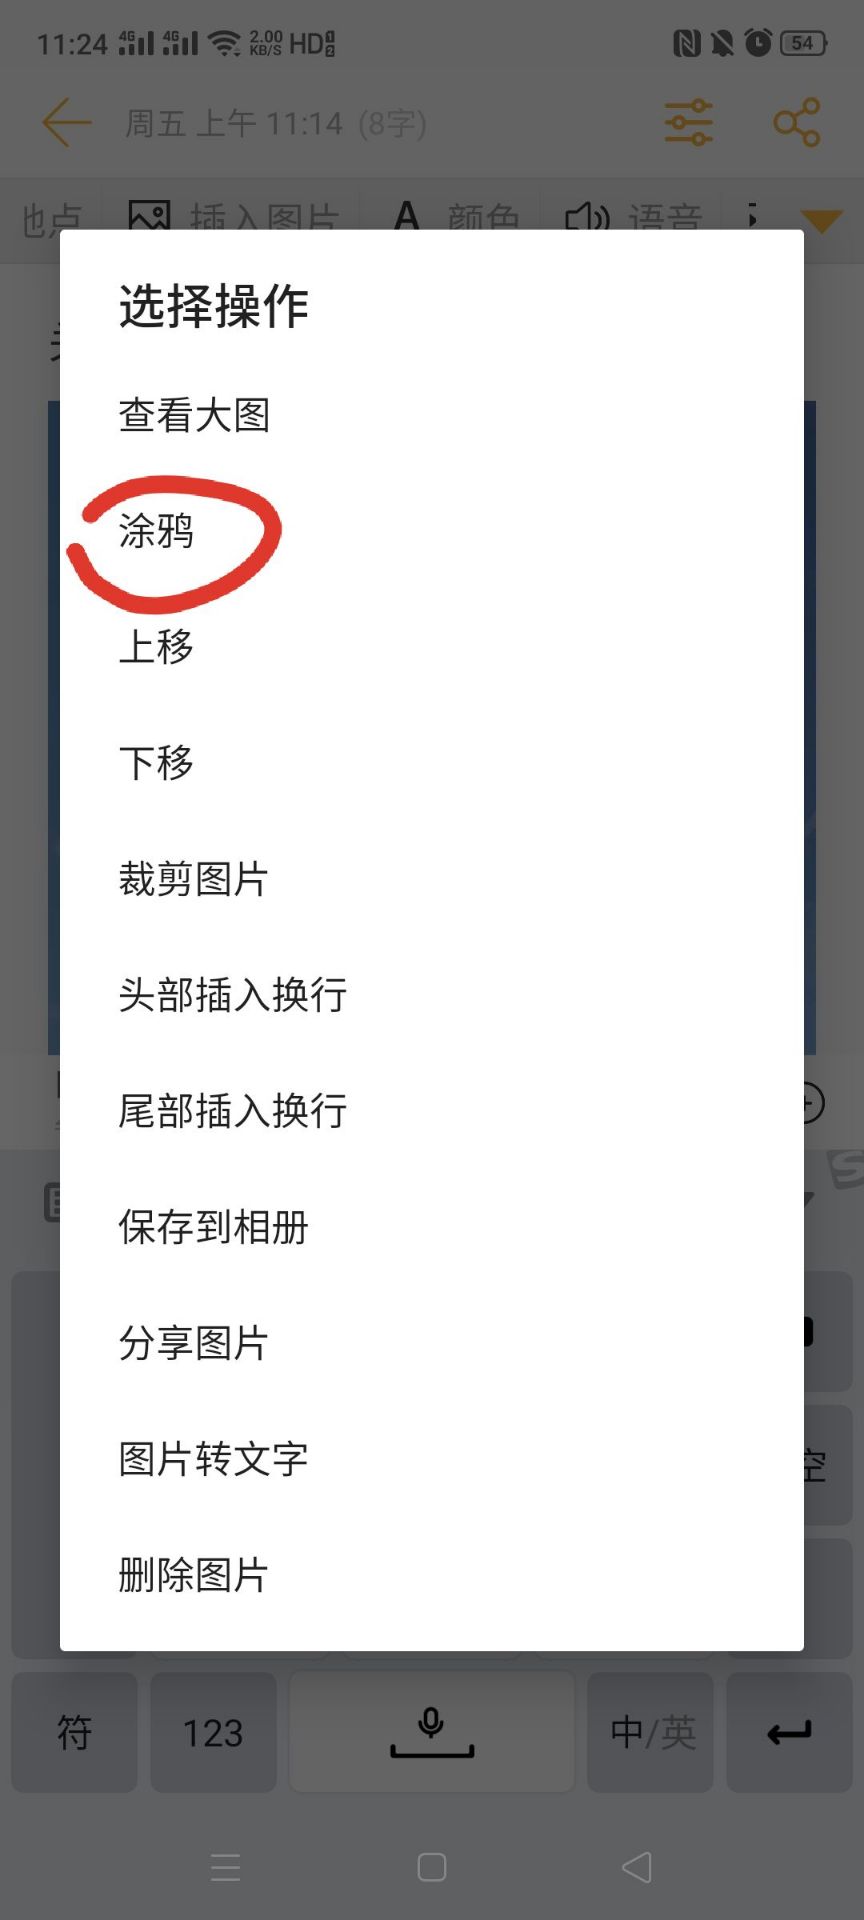 11:24 4G 4G 2.00 KB/S HD 1 2 54
周五 上午 11:14 (8字)
地点 插入图片 A 颜色 语音
选择操作
查看大图
涂鸦
上移
下移
裁剪图片
头部插入换行
尾部插入换行
保存到相册
分享图片
图片转文字
删除图片
空
符 123 中/英